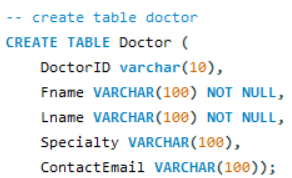 -- create table doctor
CREATE TABLE Doctor (
DoctorID varchar(10),
Fname VARCHAR(100) NOT NULL,
Lname VARCHAR(100) NOT NULL,
Specialty VARCHAR(100),
ContactEmail VARCHAR(100));